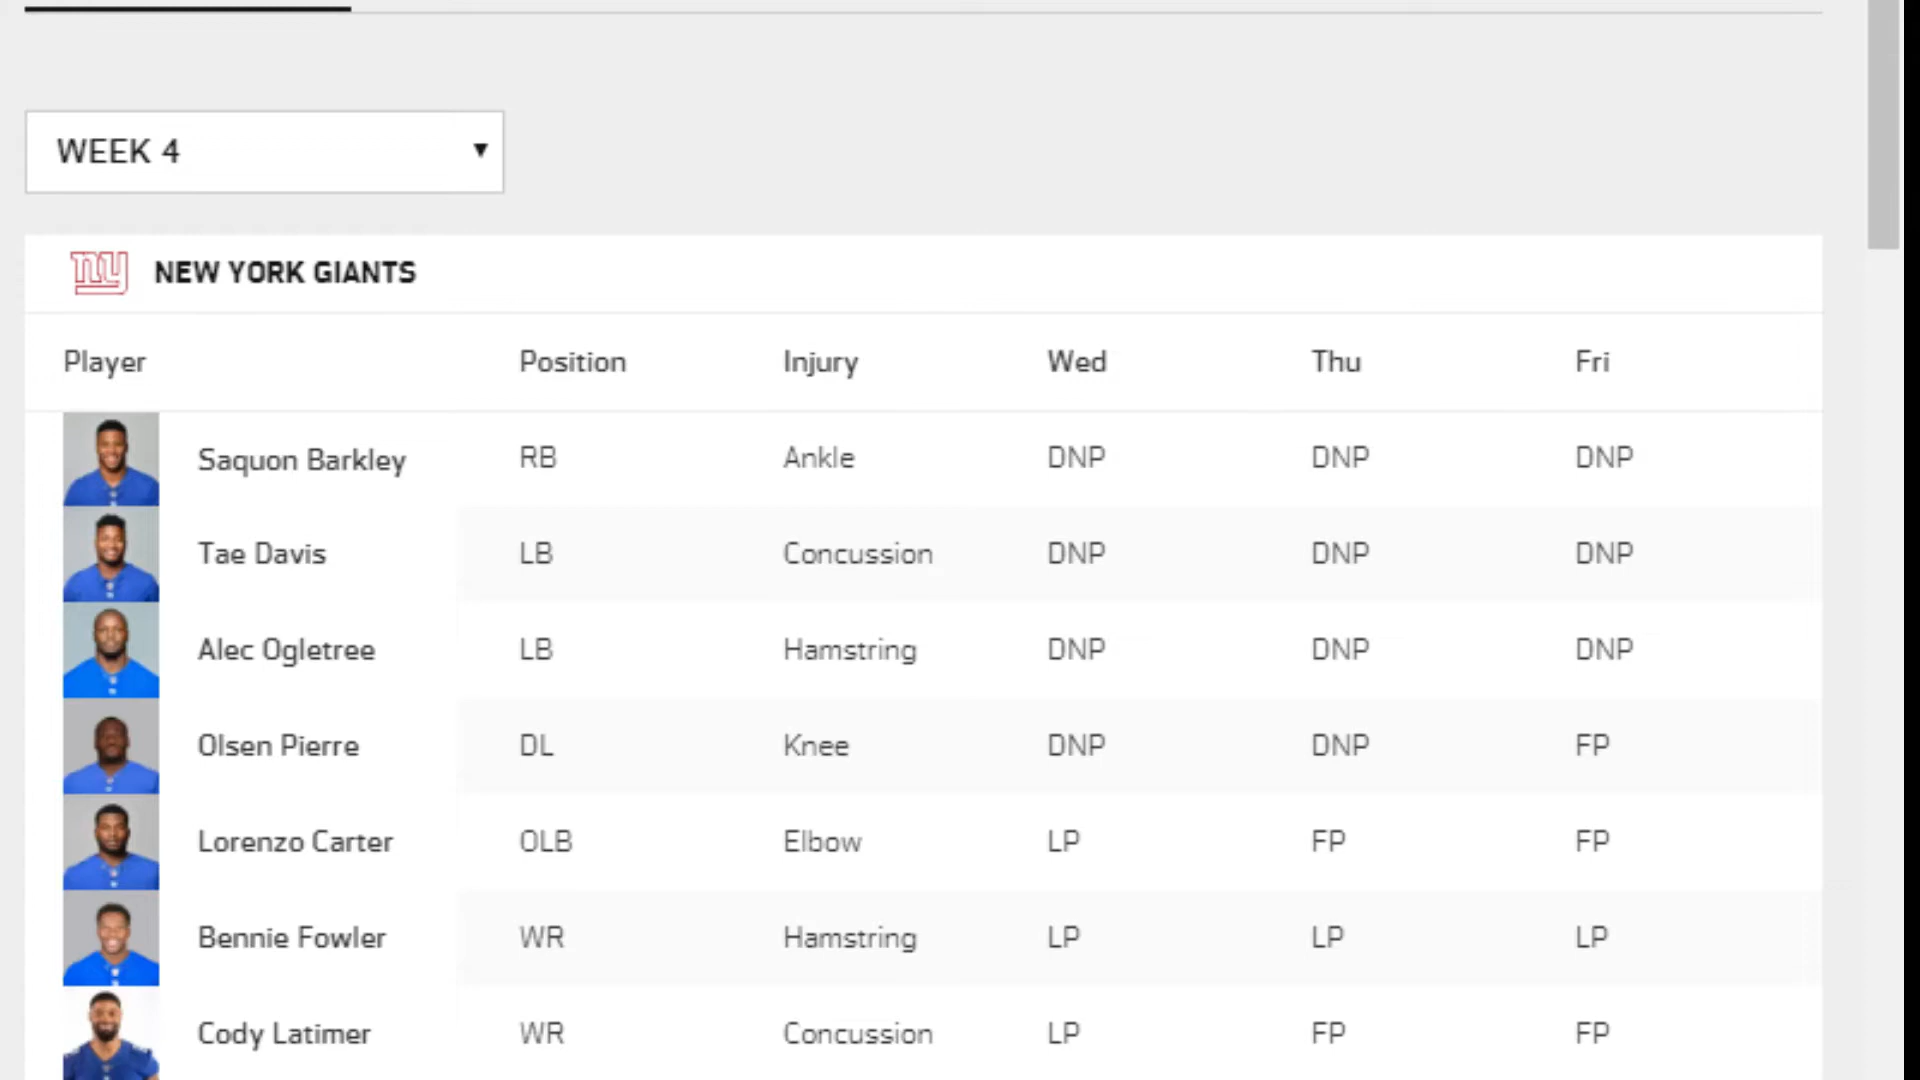 WEEK 4
ny NEW YORK GIANTS
Player Position Injury Wed Thu Fri
Saquon Barkley RB Ankle DNP DNP DNP
Tae Davis LB Concussion DNP DNP DNP
Alec Ogletree LB Hamstring DNP DNP DNP
Olsen Pierre DL Knee DNP DNP FP
Lorenzo Carter OLB Elbow LP FP FP
Bennie Fowler WR Hamstring LP LP LP
Cody Latimer WR Concussion LP FP FP